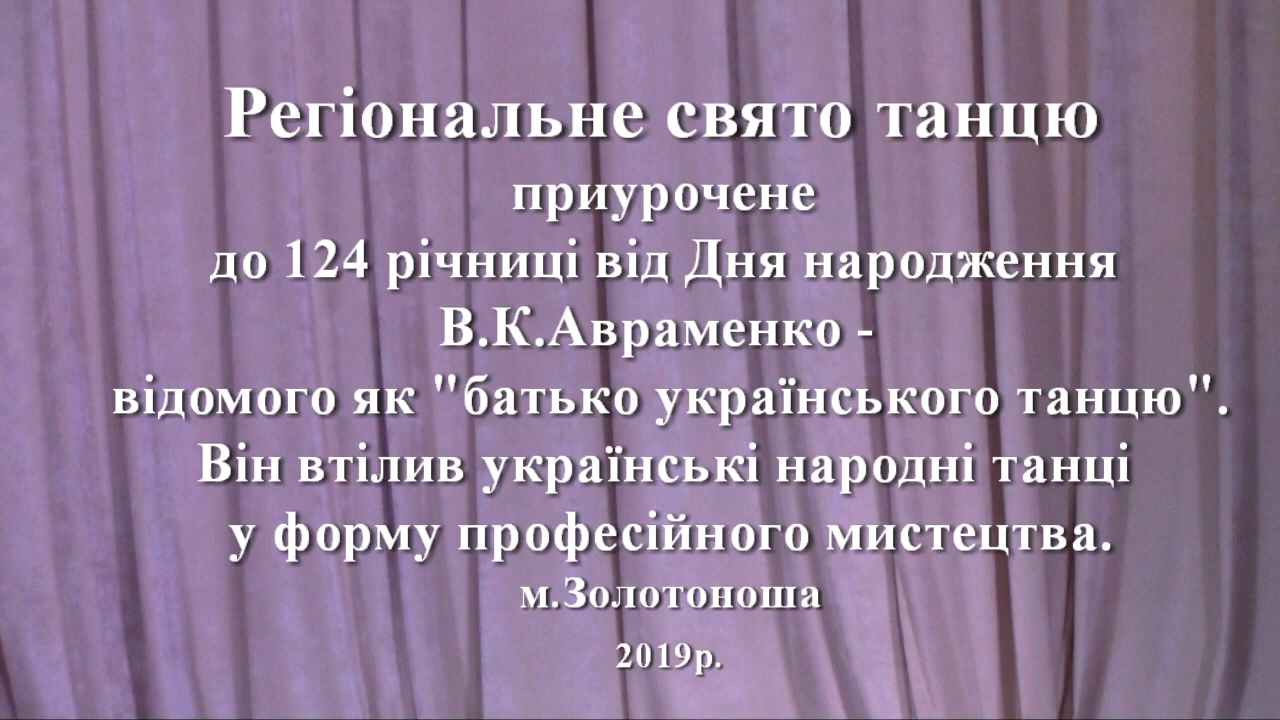 Регіональне свято танцю
приурочене
до 124 річниці від Дня народження
В.К.Авраменко -
відомого як "батько українського танцю".
Він втілив українські народні танці
у форму професійного мистецтва.
м.Золотоноша
2019р.